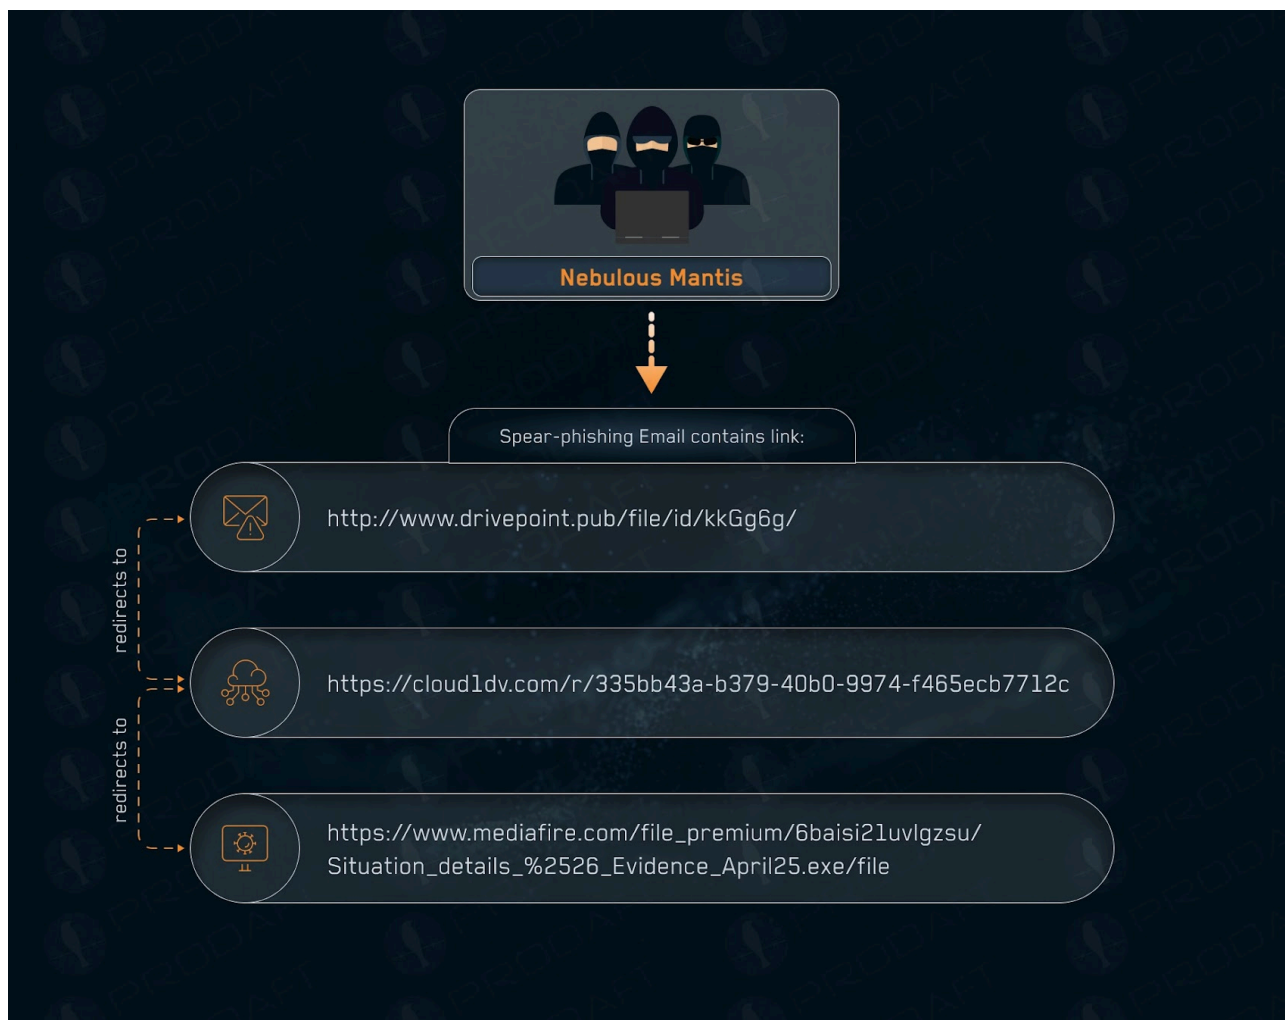 Nebulous Mantis
Spear-phishing Email contains link:
http://www.drivepoint.pub/file/id/kkGg6g/
redirects to
https://cloud1dv.com/r/335bb43a-b379-40b0-9974-f465ecb7712c
redirects to
https://www.mediafire.com/file_premium/6baisi21uvlgzsu/
Situation_details_%2526_Evidence_April25.exe/file
PRODAFT